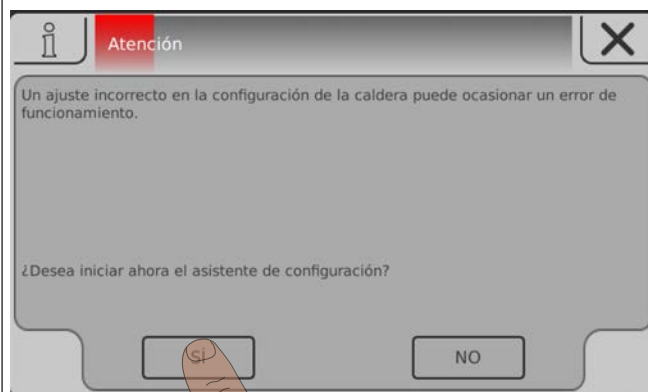 Atención
Un ajuste incorrecto en la configuración de la caldera puede ocasionar un error de
funcionamiento.
¿Desea iniciar ahora el asistente de configuración?
SÍ
NO